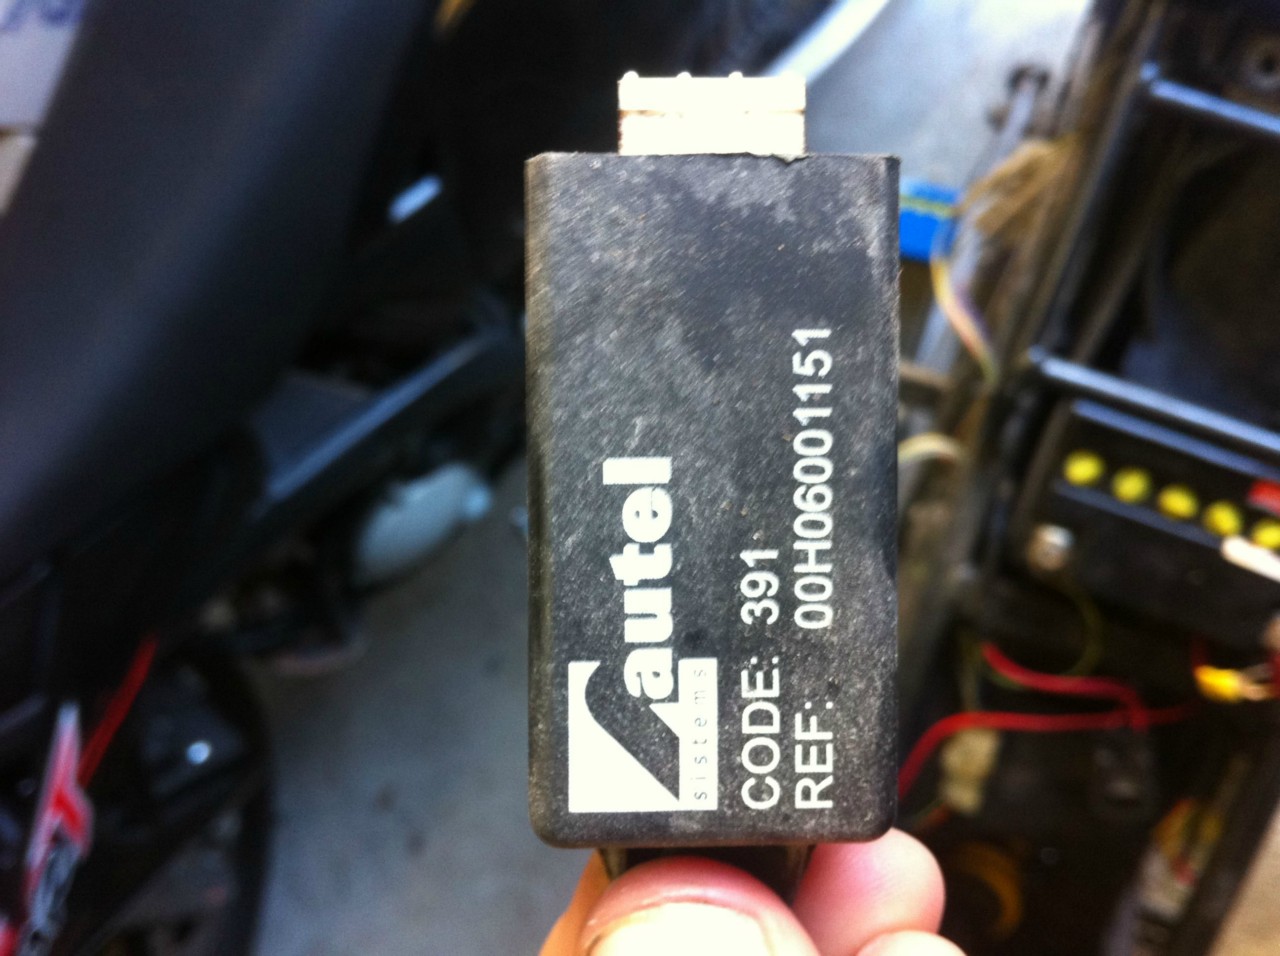 autel
sistems
CODE: 391
REF: 00H06001151